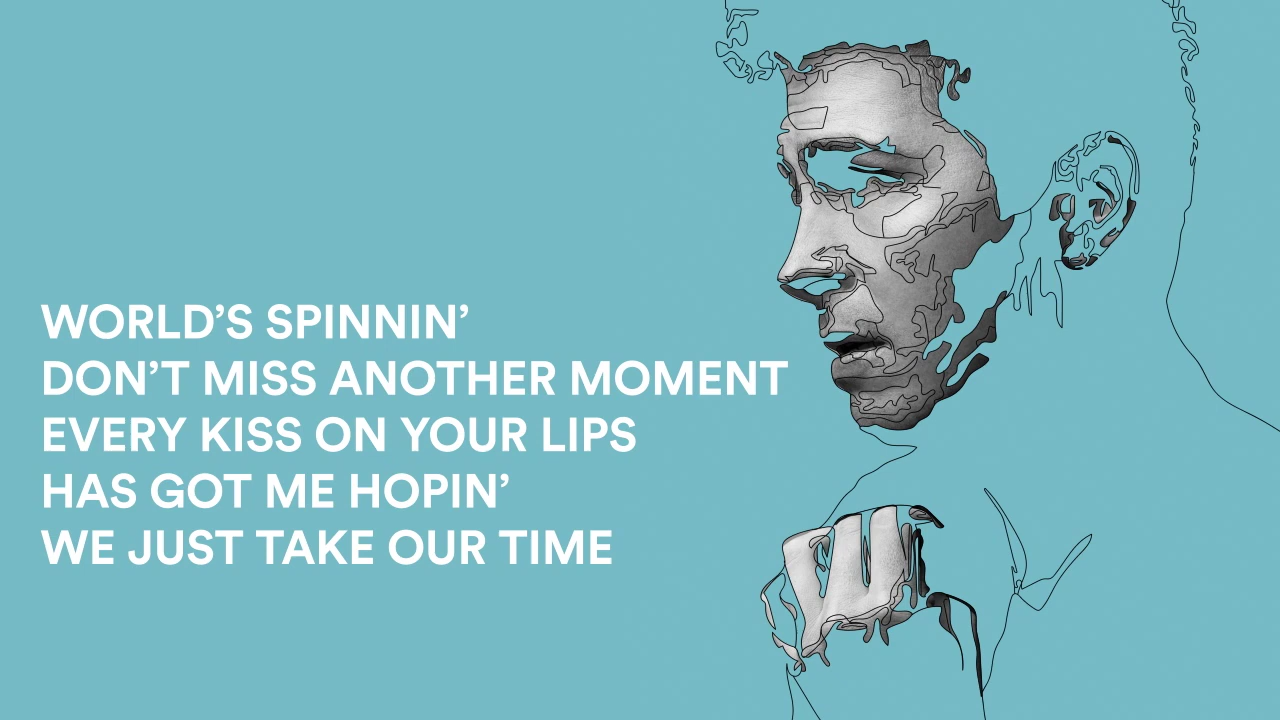 WORLD’S SPINNIN’
DON’T MISS ANOTHER MOMENT
EVERY KISS ON YOUR LIPS
HAS GOT ME HOPIN’
WE JUST TAKE OUR TIME